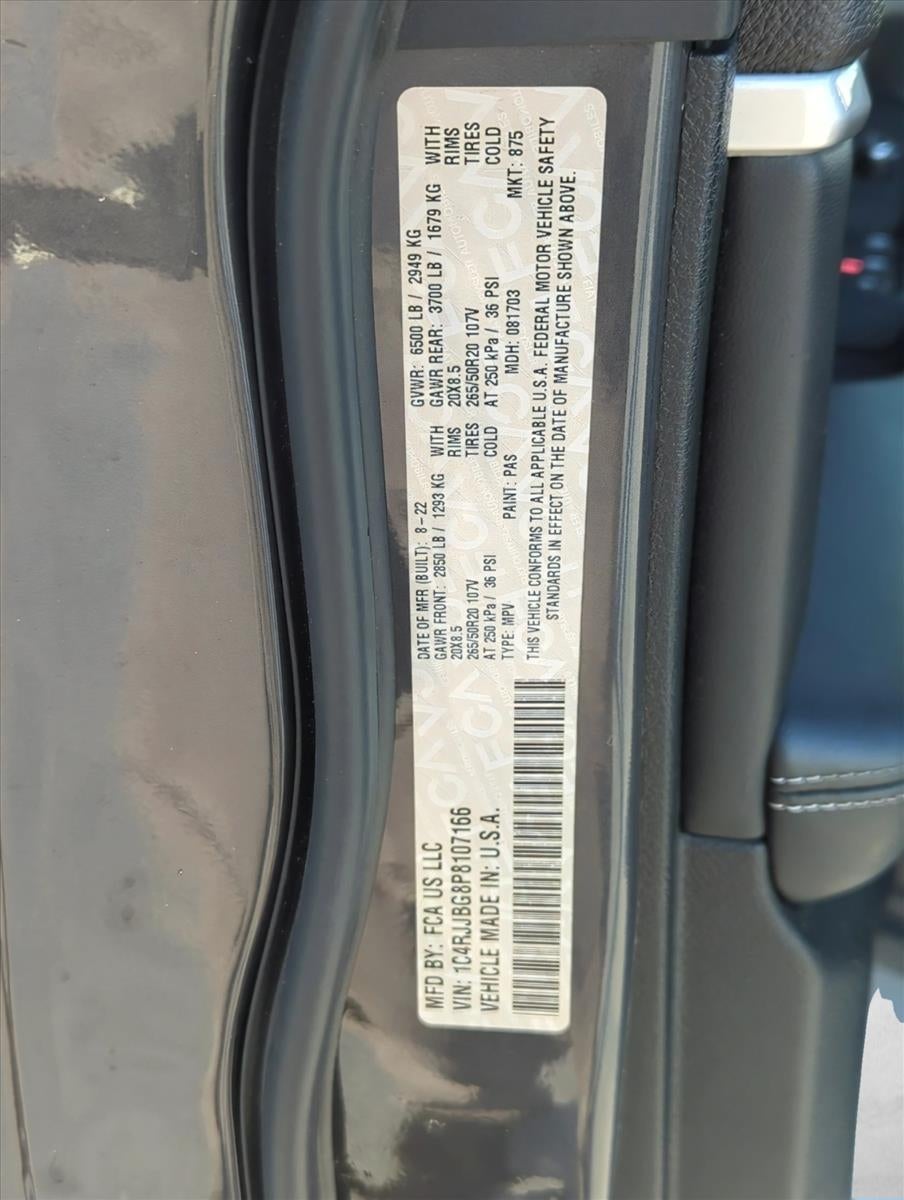 MFD BY: FCA US LLC
VIN: 1C4RJJBG8P8107166
VEHICLE MADE IN: U.S.A.
DATE OF MFR (BUILT): 8-22 GVWR: 6500 LB / 2949 KG
GAWR FRONT: 2850 LB / 1293 KG WITH GAWR REAR: 3700 LB / 1679 KG WITH
20X8.5 RIMS 20X8.5 RIMS
265/50R20 107V TIRES 265/50R20 107V TIRES
AT 250 kPa / 36 PSI COLD AT 250 kPa / 36 PSI COLD
TYPE: MPV PAINT: PAS MDH: 081703 MKT: 875
THIS VEHICLE CONFORMS TO ALL APPLICABLE U.S.A. FEDERAL MOTOR VEHICLE SAFETY
STANDARDS IN EFFECT ON THE DATE OF MANUFACTURE SHOWN ABOVE.